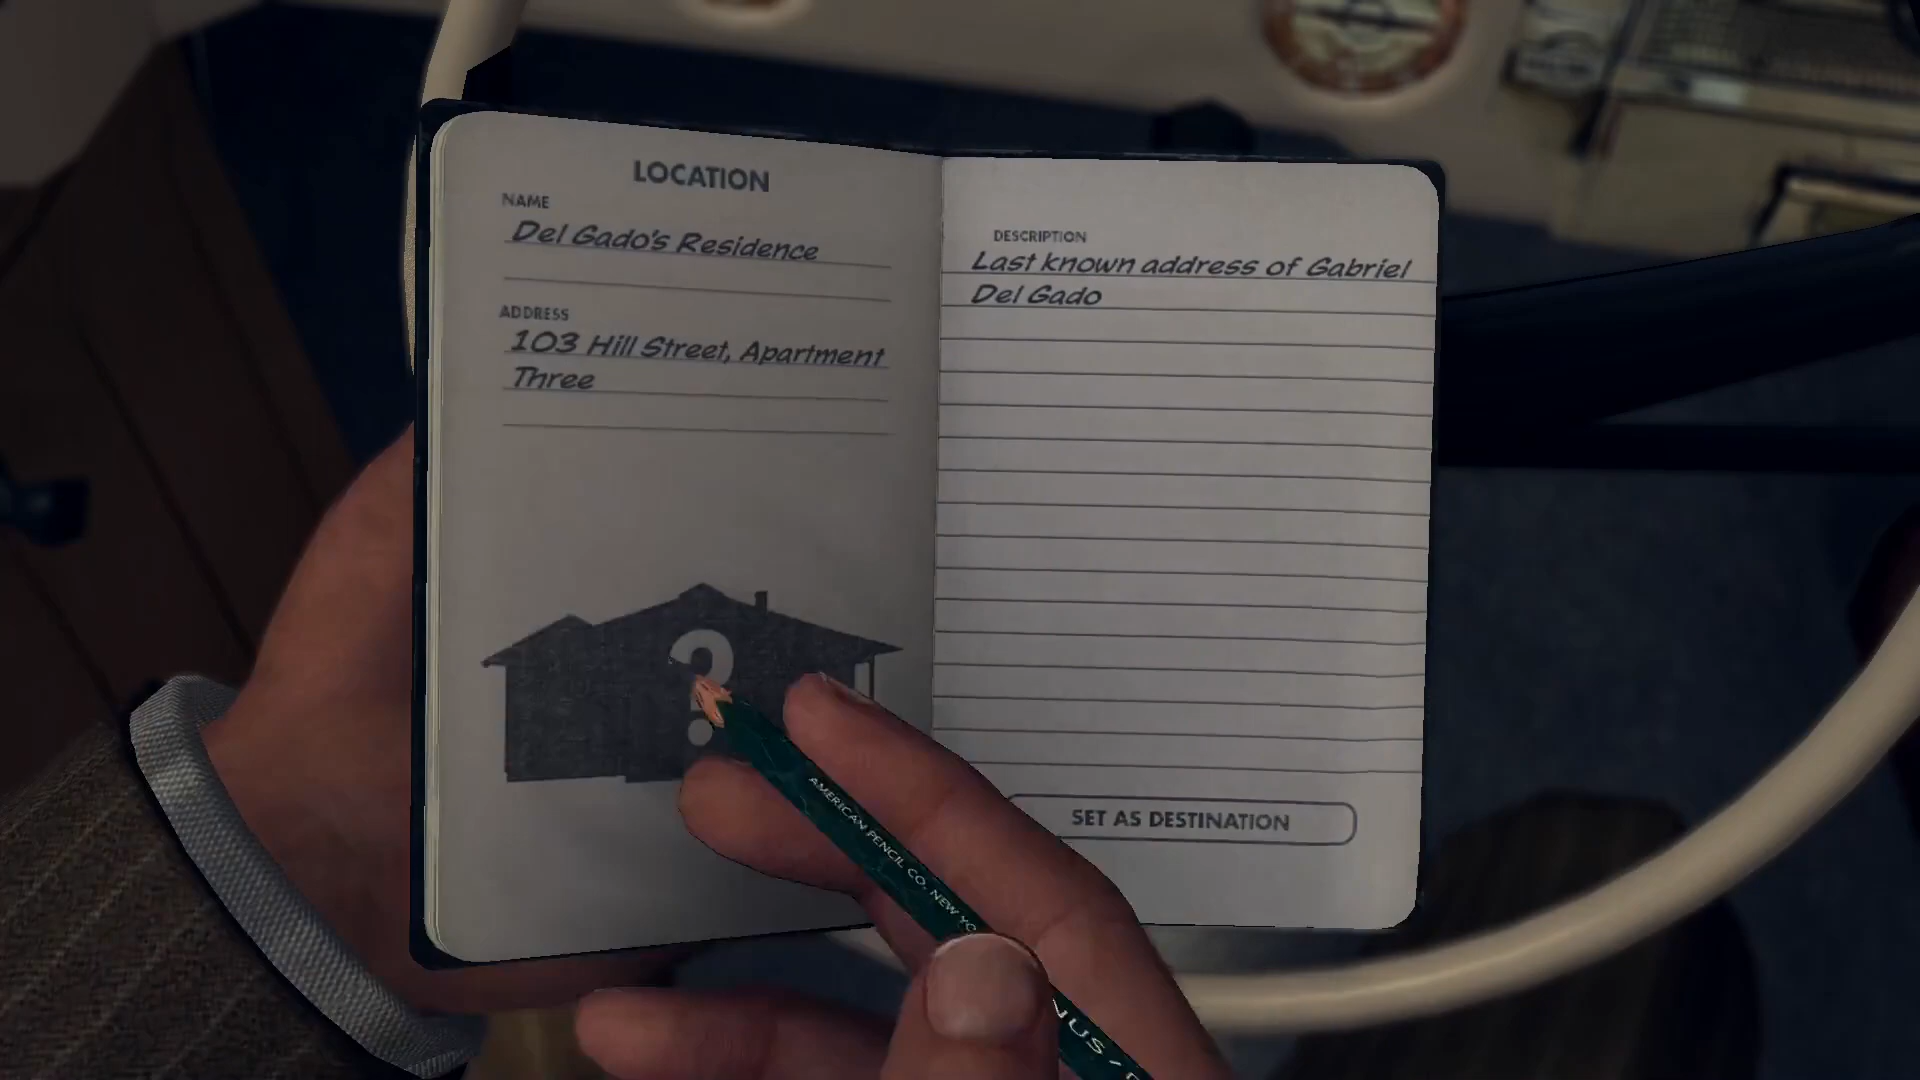 LOCATION
NAME
Del Gado's Residence
ADDRESS
103 Hill Street, Apartment
Three
?
DESCRIPTION
Last known address of Gabriel
Del Gado
SET AS DESTINATION
AMERICAN PENCIL CO. NEW YO